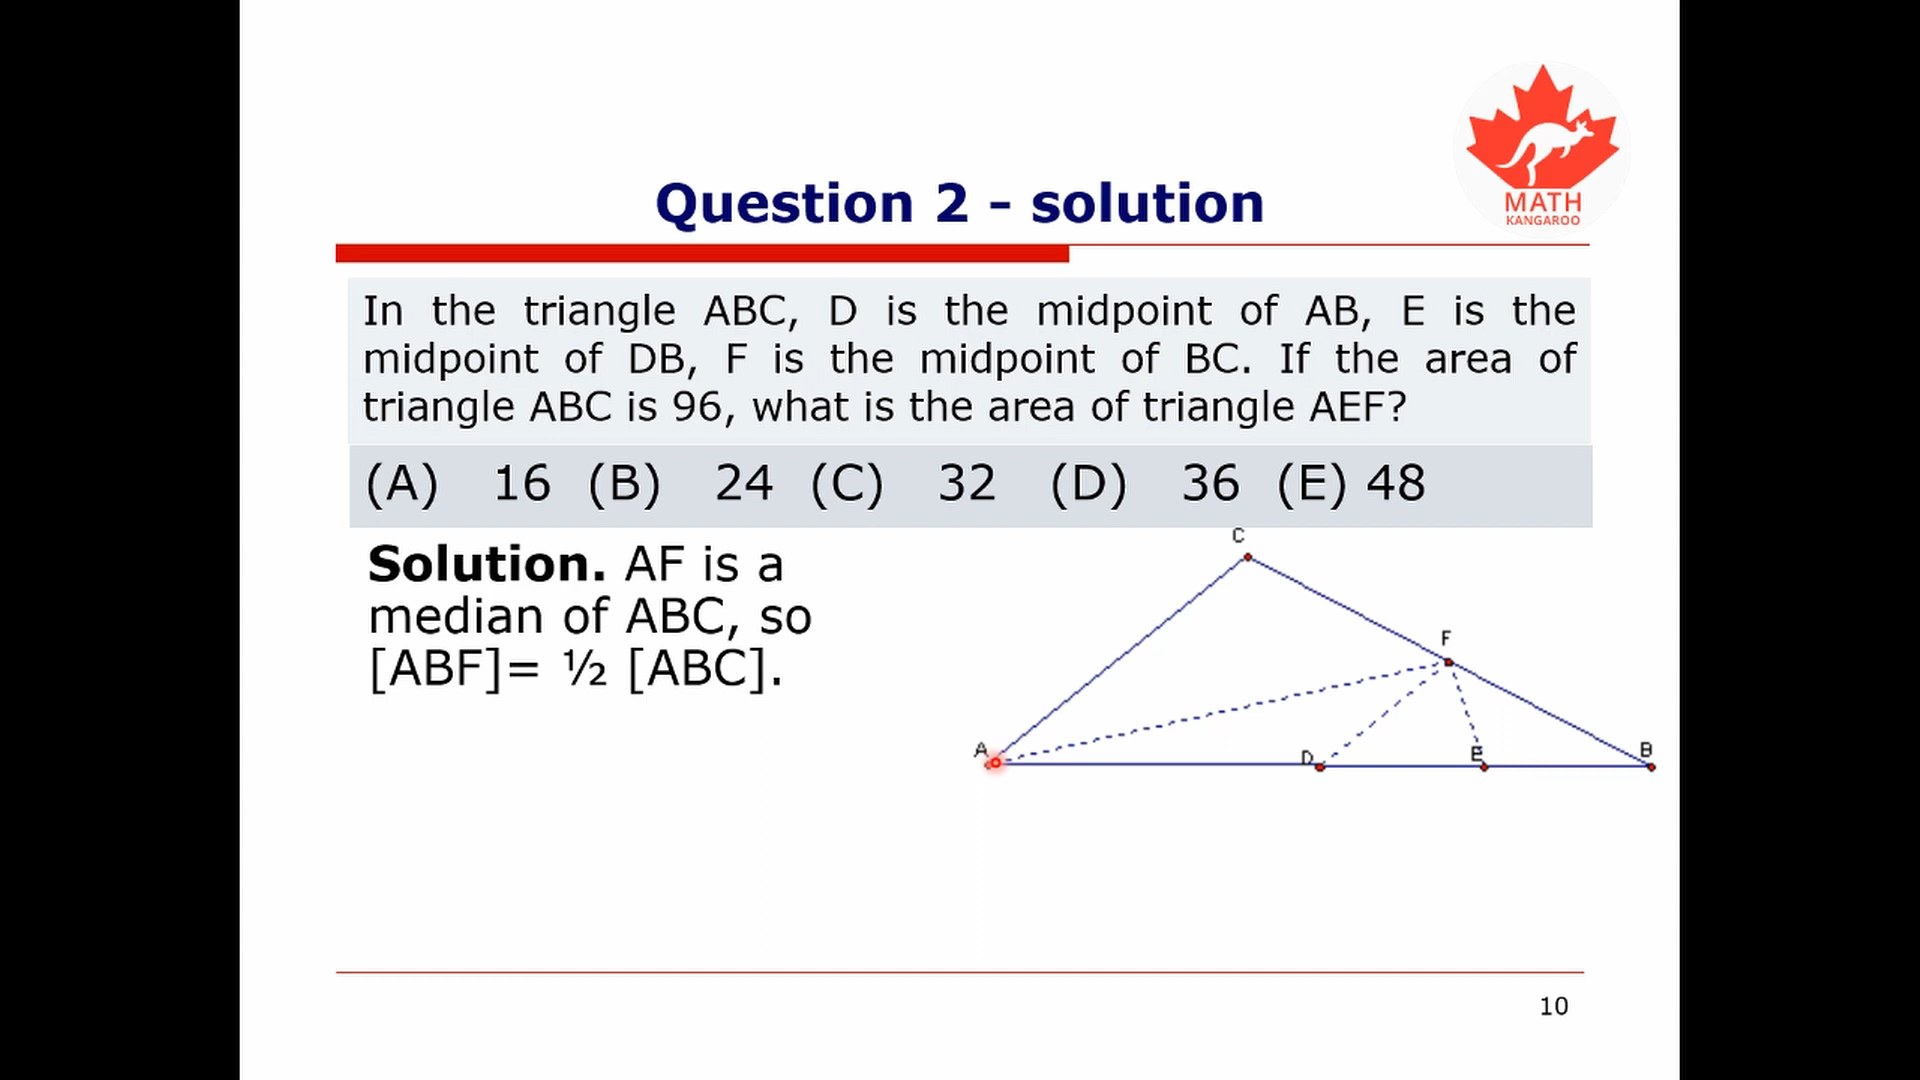 MATH
KANGAROO
Question 2 - solution
In the triangle ABC, D is the midpoint of AB, E is the
midpoint of DB, F is the midpoint of BC. If the area of
triangle ABC is 96, what is the area of triangle AEF?
(A) 16 (B) 24 (C) 32 (D) 36 (E) 48
Solution. AF is a
median of ABC, so
[ABF]= ½ [ABC].
C
F
A
D
E
B
10